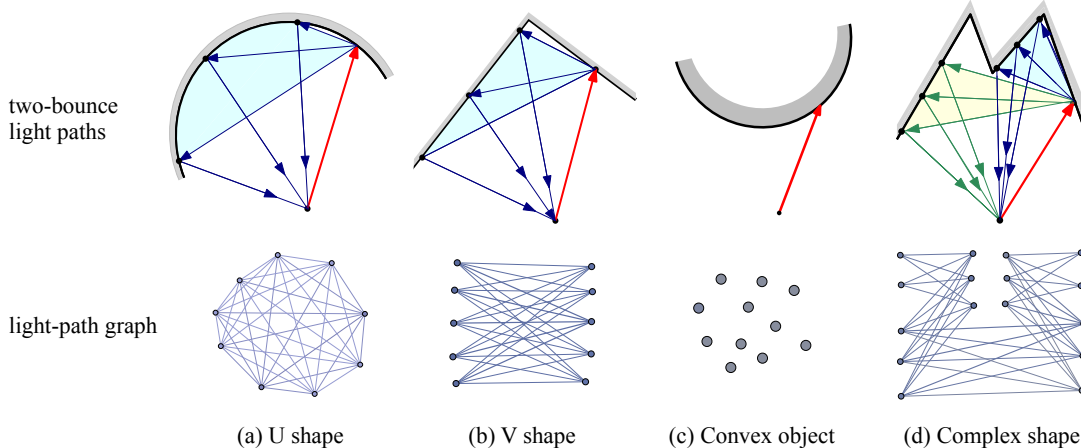 two-bounce
light paths
light-path graph
(a) U shape
(b) V shape
(c) Convex object
(d) Complex shape